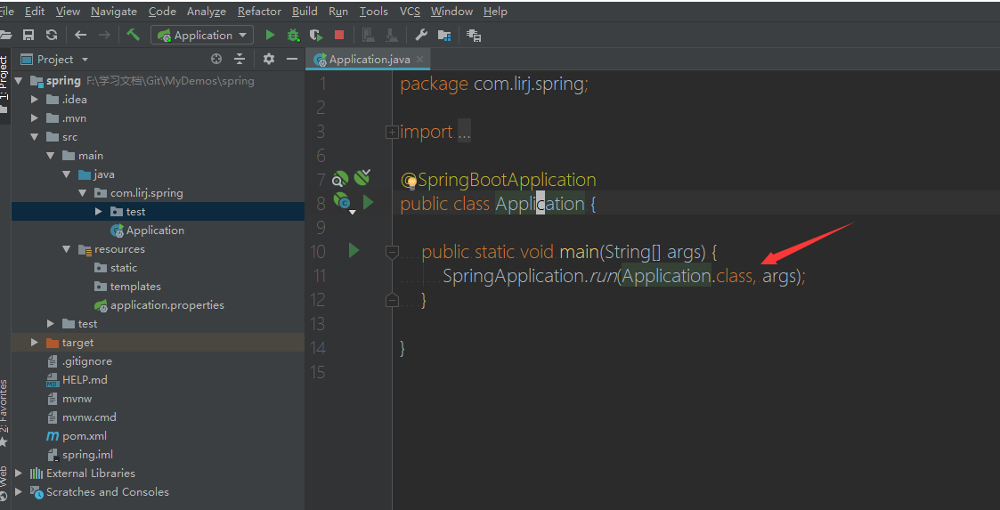 File Edit View Navigate Code Analyze Refactor Build Run Tools VCS Window Help
Application
Project
Application.java
1: Project
spring F:\学习文档\Git\MyDemos\spring
.idea
.mvn
src
main
java
com.lirj.spring
test
Application
resources
static
templates
application.properties
test
target
.gitignore
HELP.md
mvnw
mvnw.cmd
pom.xml
spring.iml
External Libraries
Scratches and Consoles
2: Favorites
Web
1 package com.lirj.spring;
2
3 import ...
6
7 @SpringBootApplication
8 public class Application {
9
10 public static void main(String[] args) {
11 SpringApplication.run(Application.class, args);
12 }
13
14 }
15